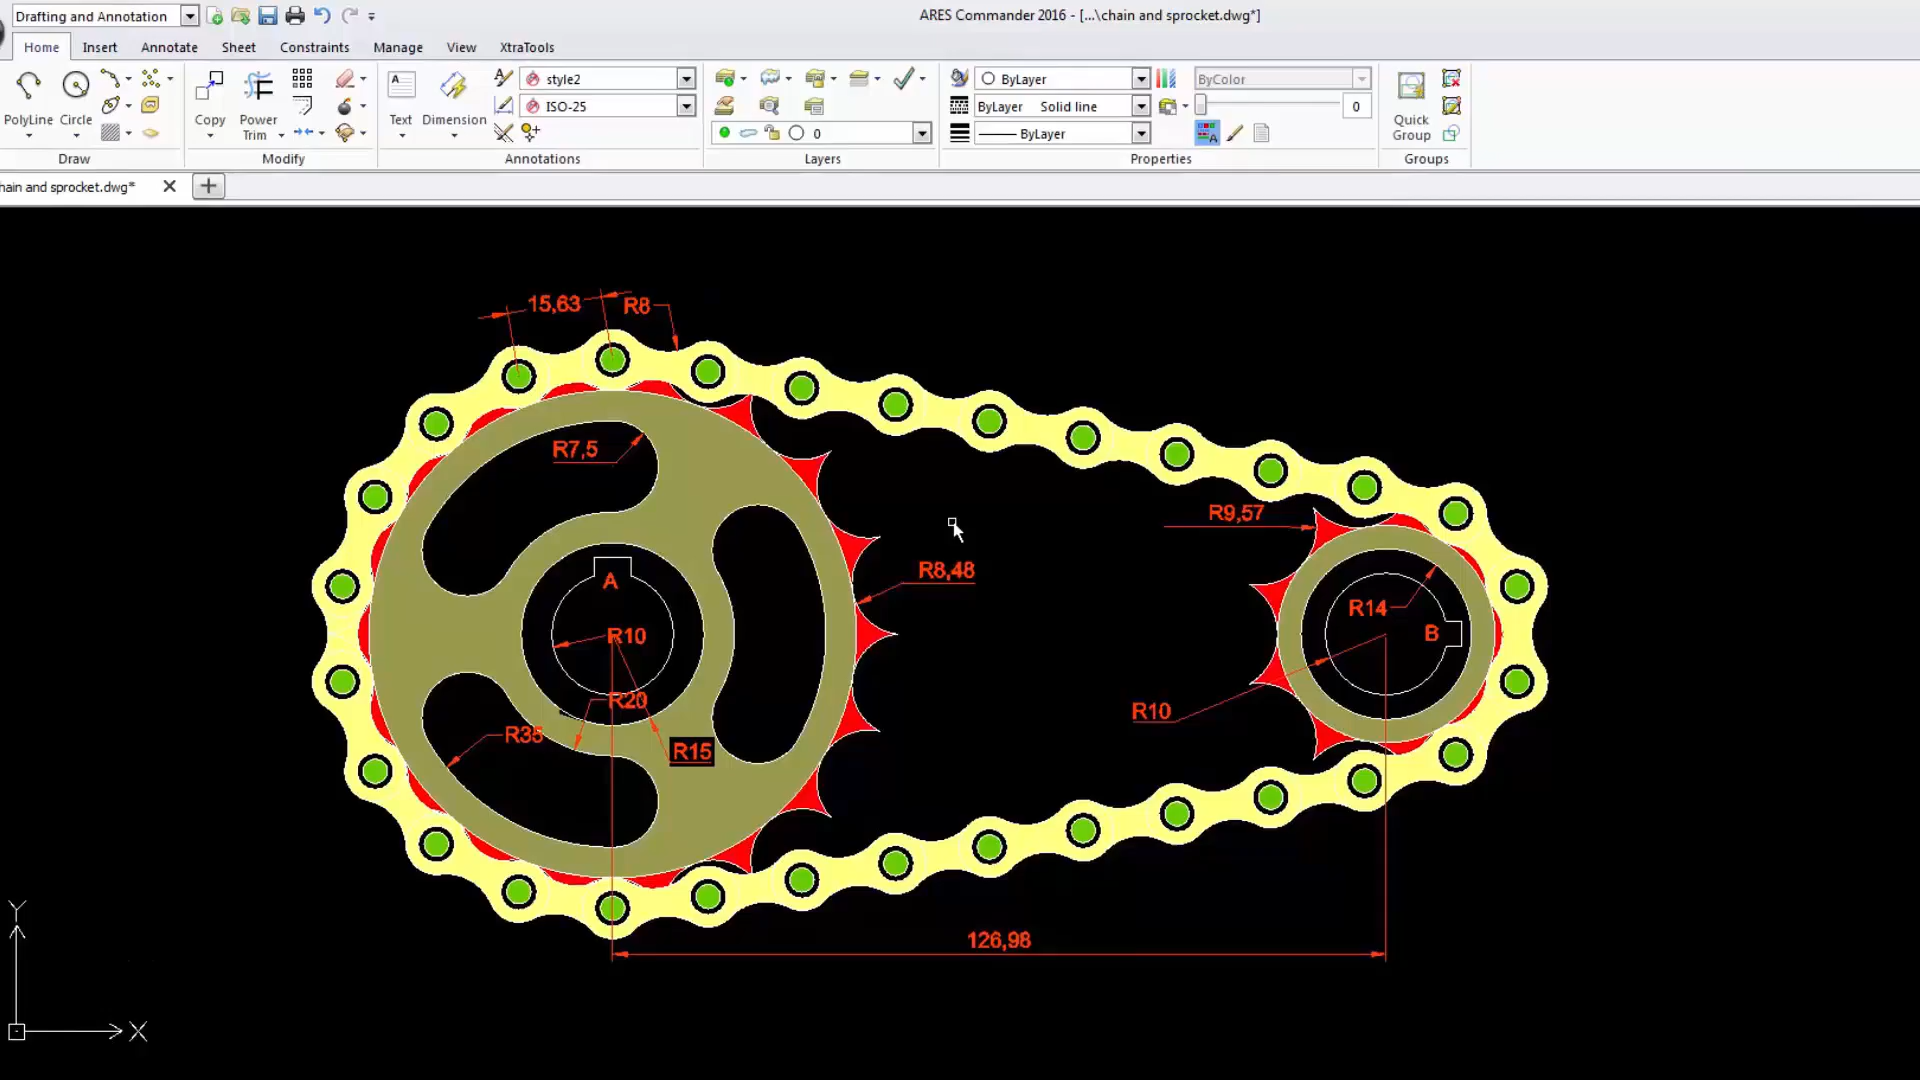 Drafting and Annotation
ARES Commander 2016 - [...\chain and sprocket.dwg*]
Home Insert Annotate Sheet Constraints Manage View XtraTools
style2
ByLayer
ByColor
ISO-25
ByLayer Solid line
0
PolyLine Circle
Copy Power Trim
Text Dimension
0
ByLayer
Quick Group
Draw Modify Annotations Layers Properties Groups
hain and sprocket.dwg*
15,63
R8
R7,5
R9,57
R8,48
A
R14
R10
B
R20
R10
R35
R15
126,98
Y
X